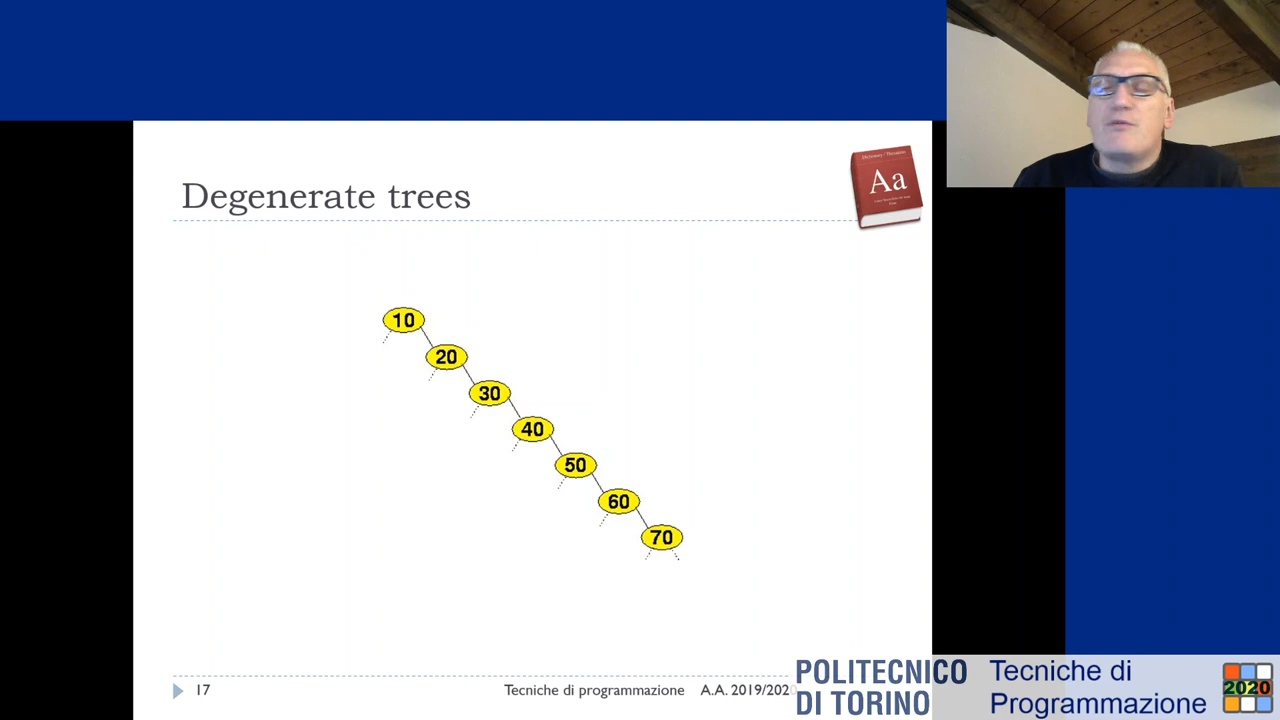 Degenerate trees
Aa
10
20
30
40
50
60
70
17
Tecniche di programmazione A.A. 2019/2020
POLITECNICO
DI TORINO
Tecniche di
Programmazione
2020